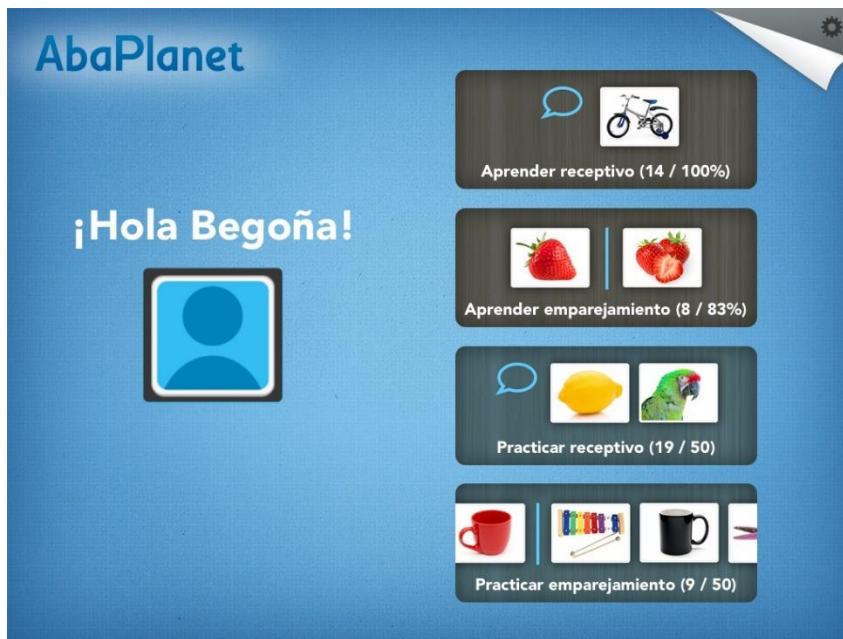 AbaPlanet
¡Hola Begoña!
Aprender receptivo (14 / 100%)
Aprender emparejamiento (8 / 83%)
Practicar receptivo (19 / 50)
Practicar emparejamiento (9 / 50)